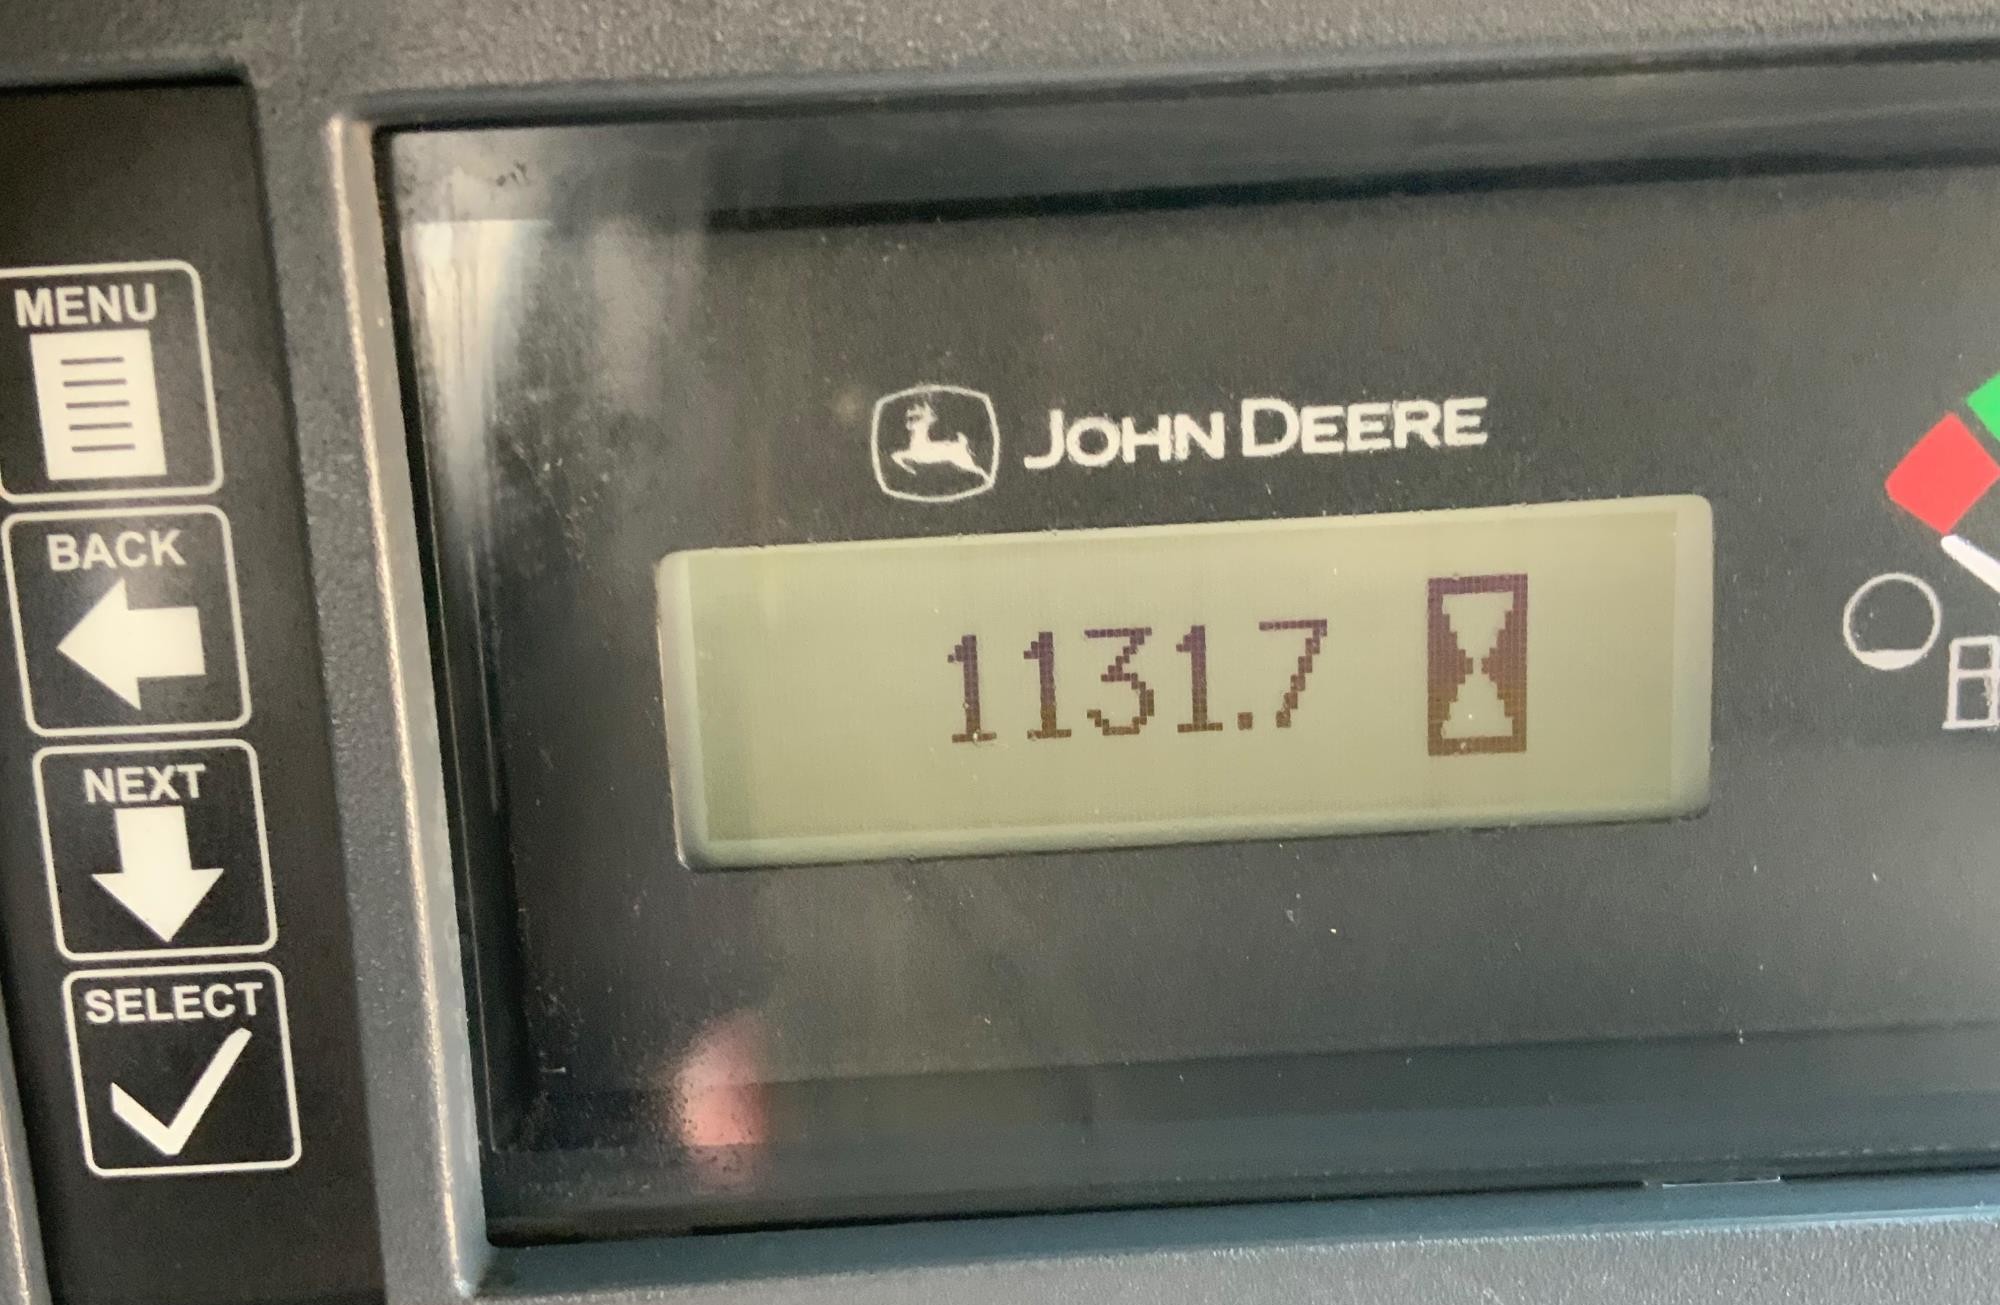 MENU
BACK
NEXT
SELECT
JOHN DEERE
1131.7